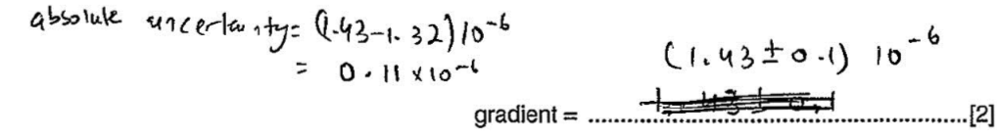 absolute uncertainty= (1.43-1.32)10^-6
= 0.11 x10^-6
(1.43±0.1) 10^-6
gradient = ..............................................................[2]